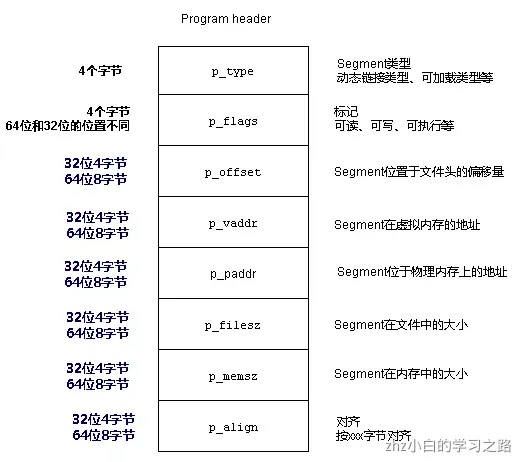 Program header
4个字节
p_type
Segment类型
动态链接类型、可加载类型等
4个字节
64位和32位的位置不同
p_flags
标记
可读、可写、可执行等
32位4字节
64位8字节
p_offset
Segment位置于文件头的偏移量
32位4字节
64位8字节
p_vaddr
Segment在虚拟内存的地址
32位4字节
64位8字节
p_paddr
Segment位于物理内存上的地址
32位4字节
64位8字节
p_filesz
Segment在文件中的大小
32位4字节
64位8字节
p_memsz
Segment在内存中的大小
32位4字节
64位8字节
p_align
对齐
按xxx字节对齐
zhz小白的学习之路